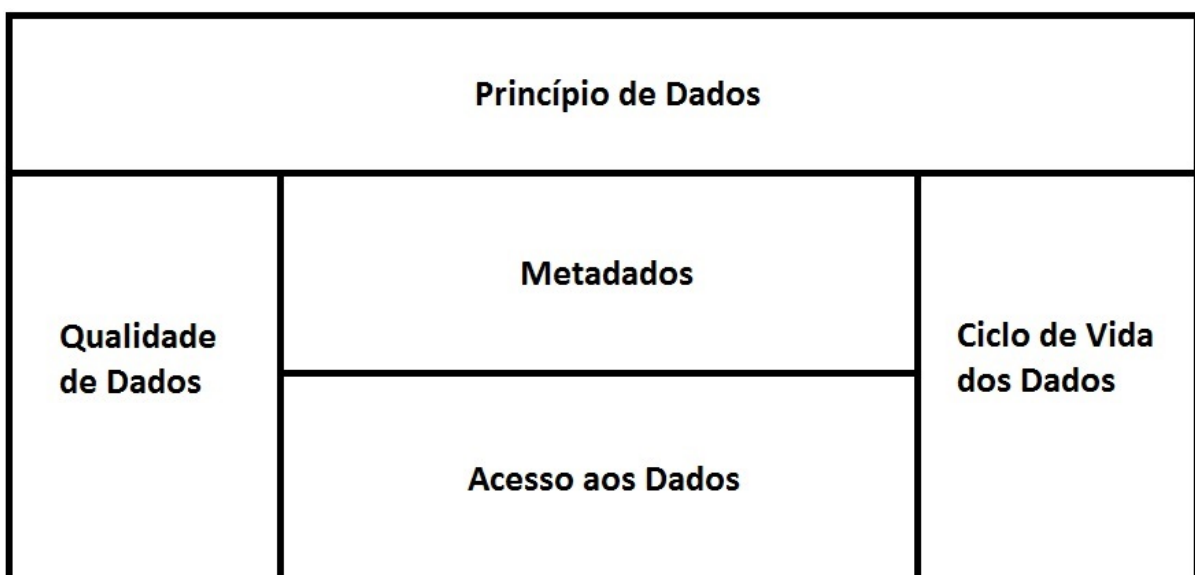 Princípio de Dados
Metadados
Qualidade
de Dados
Ciclo de Vida
dos Dados
Acesso aos Dados